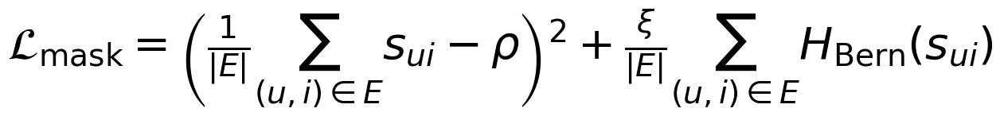 ℒ_mask = (1/|E| ∑_{(u, i) ∈ E} s_{ui} − ρ)² + ξ/|E| ∑_{(u, i) ∈ E} H_Bern(s_{ui})